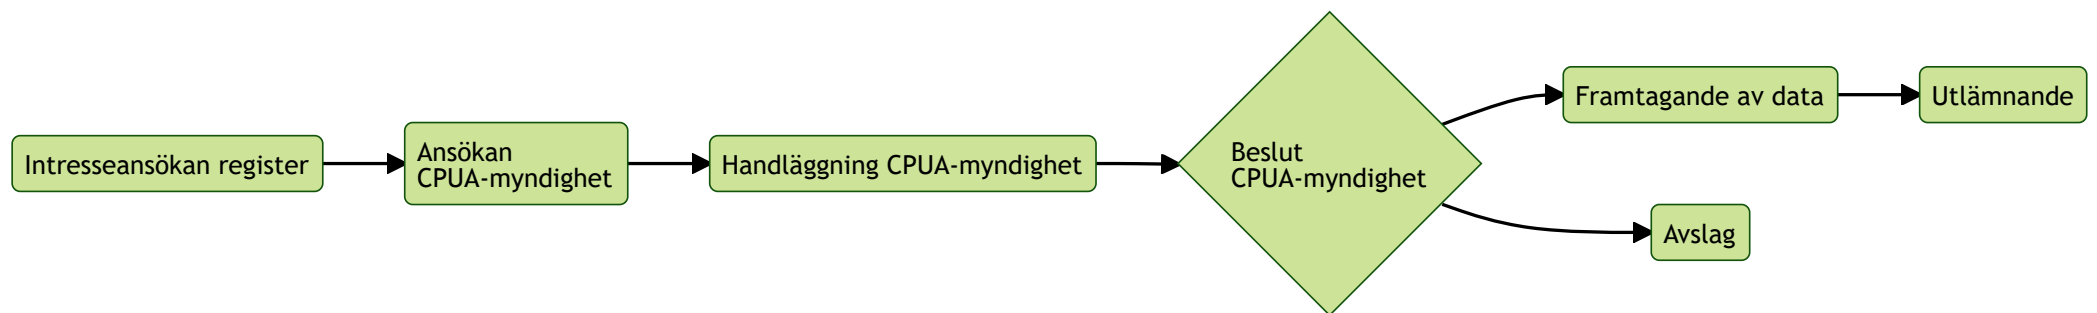 Intresseansökan register
Ansökan
CPUA-myndighet
Handläggning CPUA-myndighet
Beslut
CPUA-myndighet
Framtagande av data
Utlämnande
Avslag